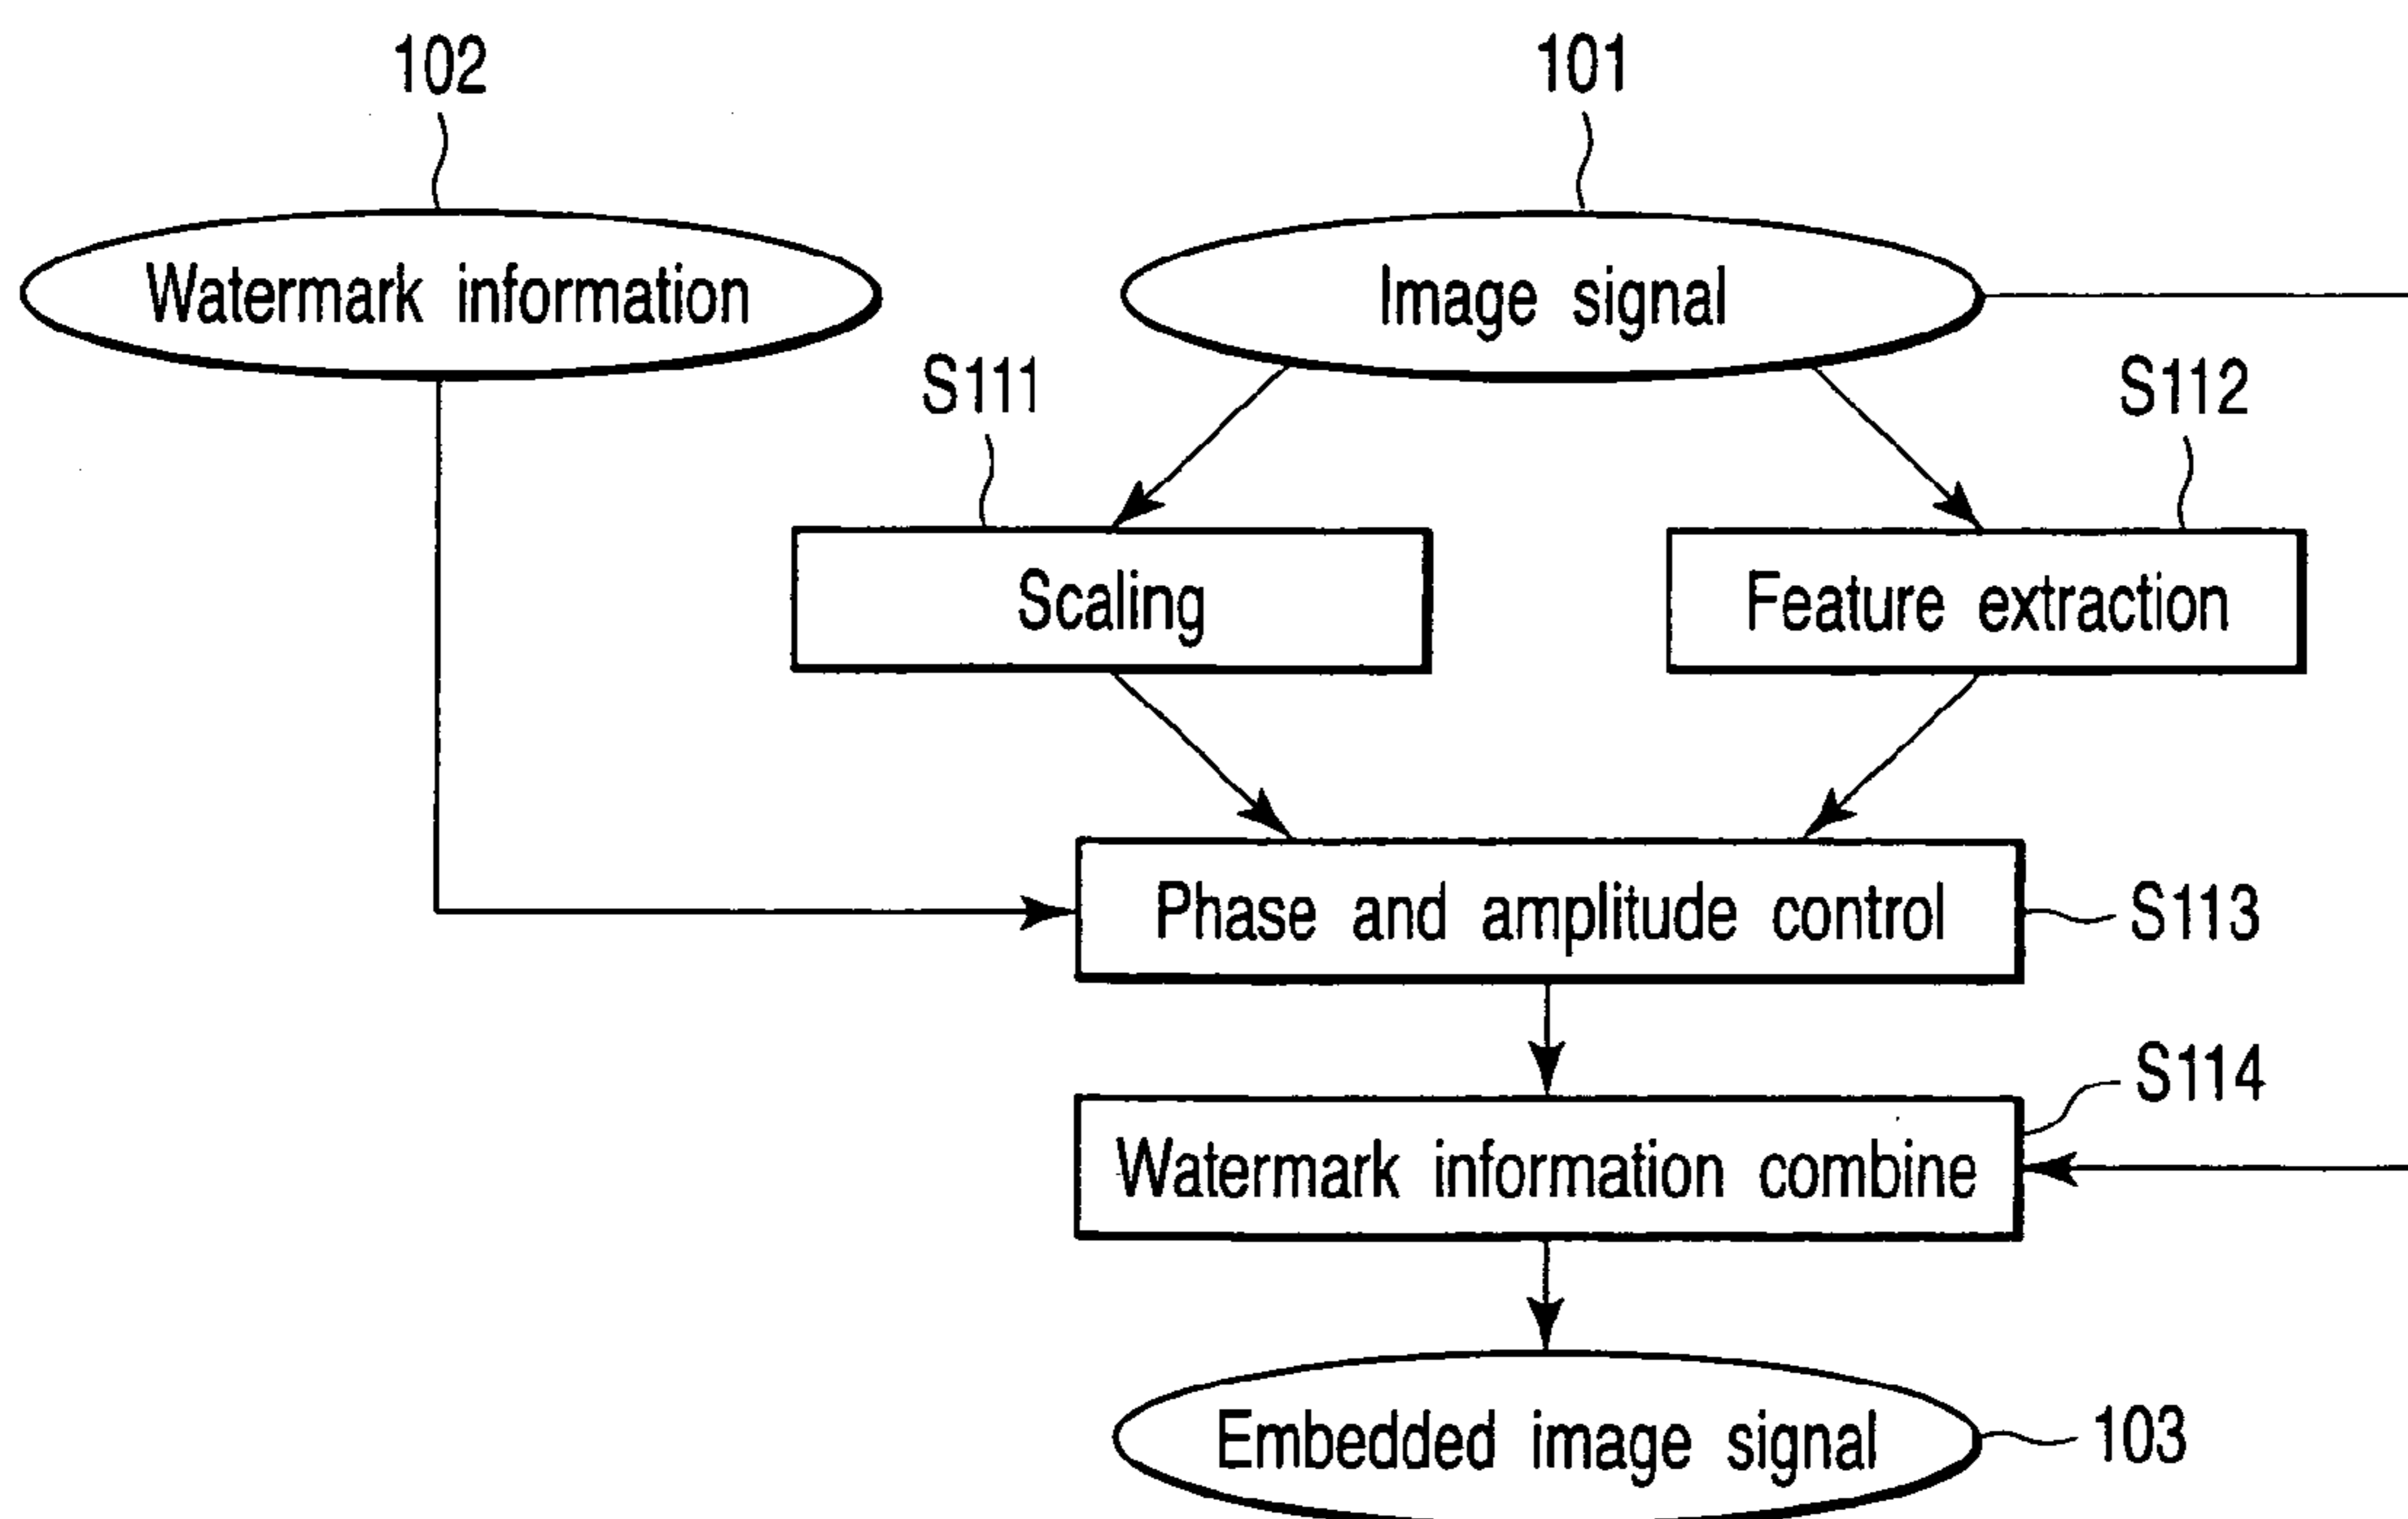 102
101
Watermark information
Image signal
S111
S112
Scaling
Feature extraction
Phase and amplitude control
S113
S114
Watermark information combine
Embedded image signal
103